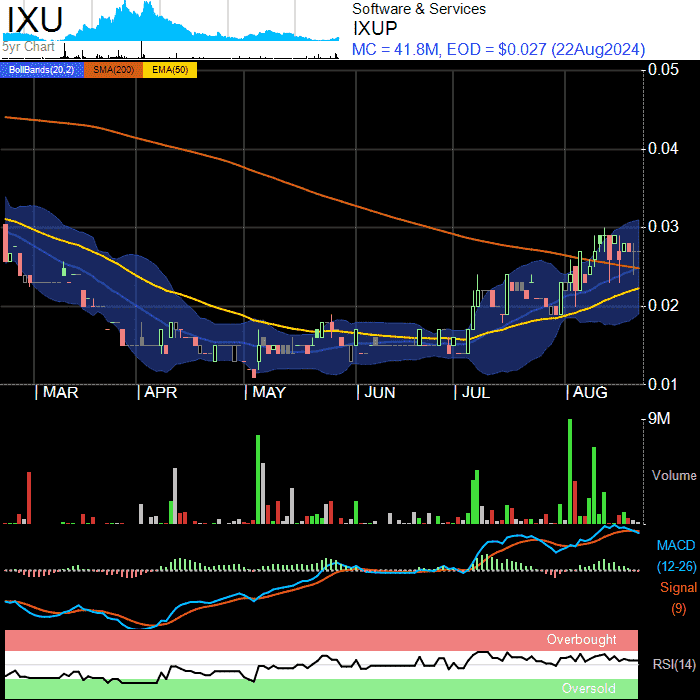 IXU
5yr Chart
Software & Services
IXUP
MC = 41.8M, EOD = $0.027 (22Aug2024)
BollBands(20,2) SMA(200) EMA(50)
0.05
0.04
0.03
0.02
0.01
MAR APR MAY JUN JUL AUG
9M
Volume
MACD
(12-26)
Signal
(9)
Overbought
RSI(14)
Oversold